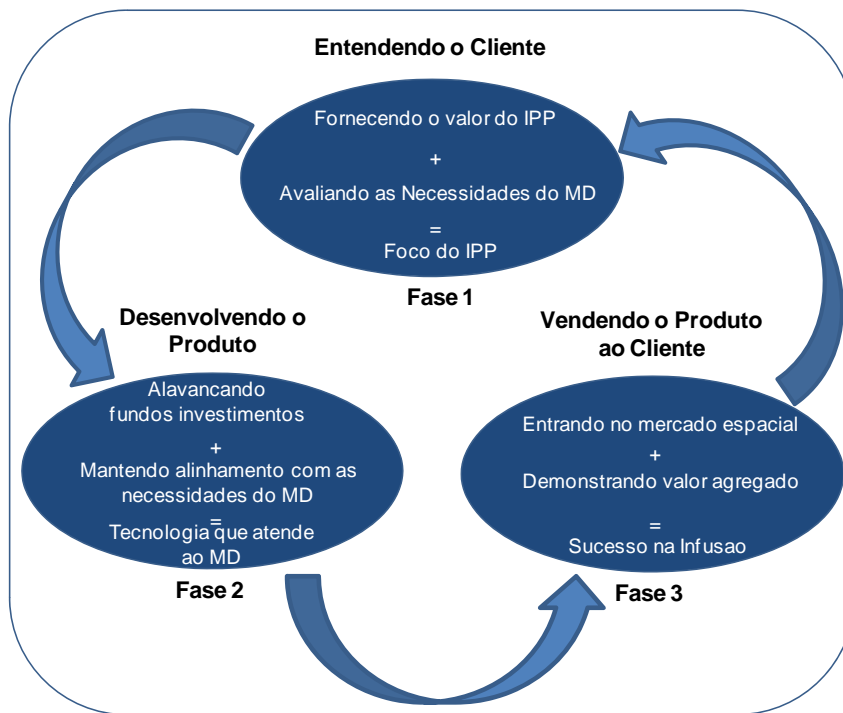 Entendendo o Cliente
Fornecendo o valor do IPP
+
Avaliando as Necessidades do MD
=
Foco do IPP
Fase 1
Desenvolvendo o
Produto
Alavancando
fundos investimentos
+
Mantendo alinhamento com as
necessidades do MD
=
Tecnologia que atende
ao MD
Fase 2
Vendendo o Produto
ao Cliente
Entrando no mercado espacial
+
Demonstrando valor agregado
=
Sucesso na Infusao
Fase 3